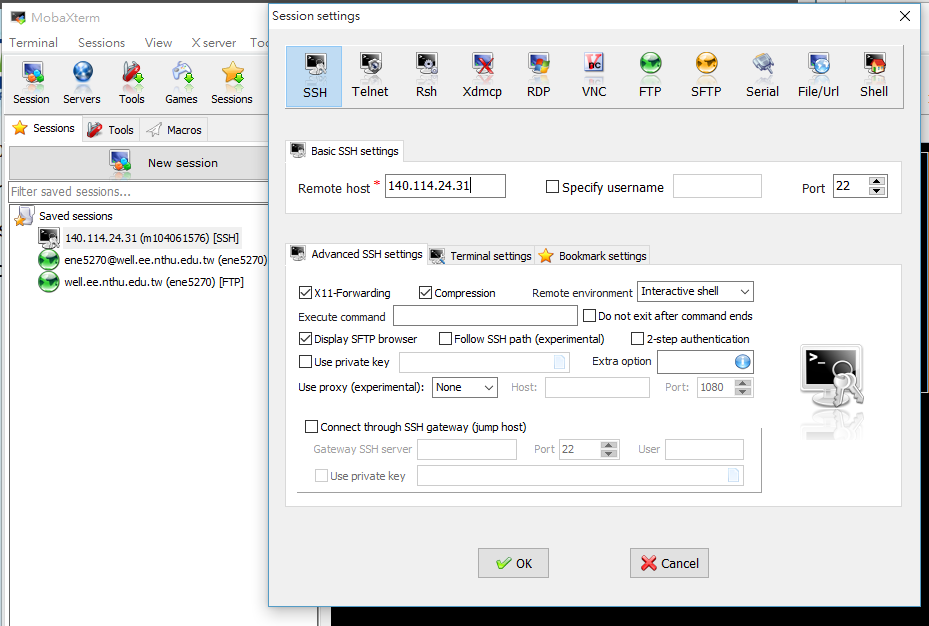 MobaXterm
Session settings
Terminal Sessions View X server Too
Session Servers Tools Games Sessions
SSH Telnet Rsh Xdmcp RDP VNC FTP SFTP Serial File/Url Shell
Sessions Tools Macros
New session
Filter saved sessions...
Saved sessions
140.114.24.31 (m104061576) [SSH]
ene5270@well.ee.nthu.edu.tw (ene5270)
well.ee.nthu.edu.tw (ene5270) [FTP]
Basic SSH settings
Remote host * 140.114.24.31 Specify username Port 22
Advanced SSH settings Terminal settings Bookmark settings
X11-Forwarding Compression Remote environment Interactive shell
Execute command Do not exit after command ends
Display SFTP browser Follow SSH path (experimental) 2-step authentication
Use private key Extra option
Use proxy (experimental): None Host: Port: 1080
Connect through SSH gateway (jump host)
Gateway SSH server Port 22 User
Use private key
OK Cancel